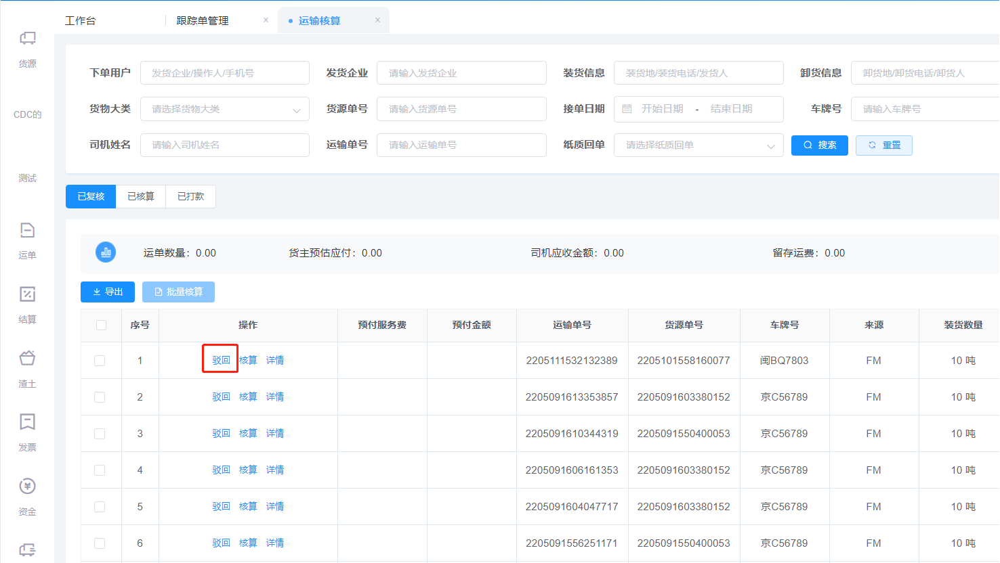 工作台 跟踪单管理 × 运输核算 ×
货源
CDC的
测试
运单
结算
渣土
发票
资金
下单用户 发货企业/操作人/手机号 发货企业 请输入发货企业 装货信息 装货地/装货电话/发货人 卸货信息 卸货地/卸货电话/卸货人
货物大类 请选择货物大类 货源单号 请输入货源单号 接单日期 开始日期 - 结束日期 车牌号 请输入车牌号
司机姓名 请输入司机姓名 运输单号 请输入运输单号 纸质回单 请选择纸质回单 搜索 重置
已复核 已核算 已打款
运单数量：0.00 货主预估应付：0.00 司机应收金额：0.00 留存运费：0.00
导出 批量核算
序号 操作 预付服务费 预付金额 运输单号 货源单号 车牌号 来源 装货数量
1 驳回 核算 详情 2205111532132389 2205101558160077 闽BQ7803 FM 10 吨
2 驳回 核算 详情 2205091613353857 2205091603380152 京C56789 FM 10 吨
3 驳回 核算 详情 2205091610344319 2205091550400053 京C56789 FM 10 吨
4 驳回 核算 详情 2205091606161353 2205091603380152 京C56789 FM 10 吨
5 驳回 核算 详情 2205091604047717 2205091603380152 京C56789 FM 10 吨
6 驳回 核算 详情 2205091556251171 2205091550400053 京C56789 FM 10 吨